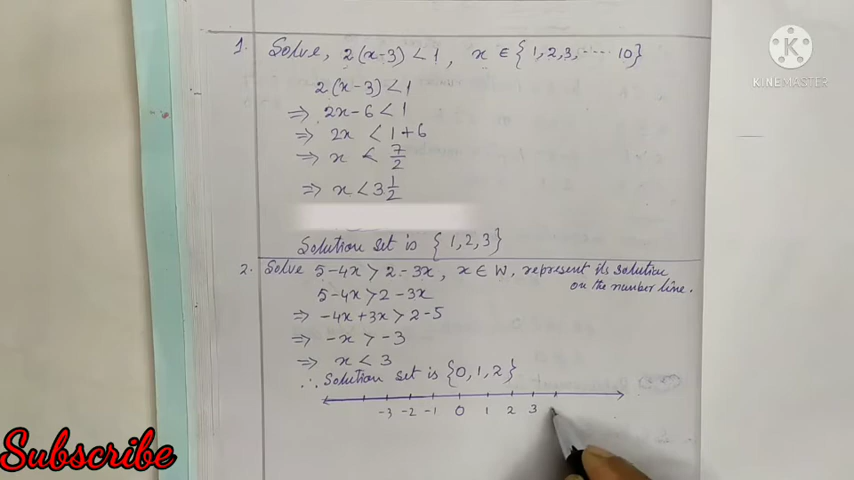 1. Solve, 2(x-3) < 1, x ∈ {1,2,3, ..... 10}
2(x-3) < 1
⇒ 2x-6 < 1
⇒ 2x < 1+6
⇒ x < 7/2
⇒ x < 3 1/2
Solution set is {1,2,3}
2. Solve 5-4x > 2-3x, x ∈ W, represent its solution
on the number line.
5-4x > 2-3x
⇒ -4x+3x > 2-5
⇒ -x > -3
⇒ x < 3
∴ Solution set is {0,1,2}
-3 -2 -1 0 1 2 3
KINEMASTER
Subscribe